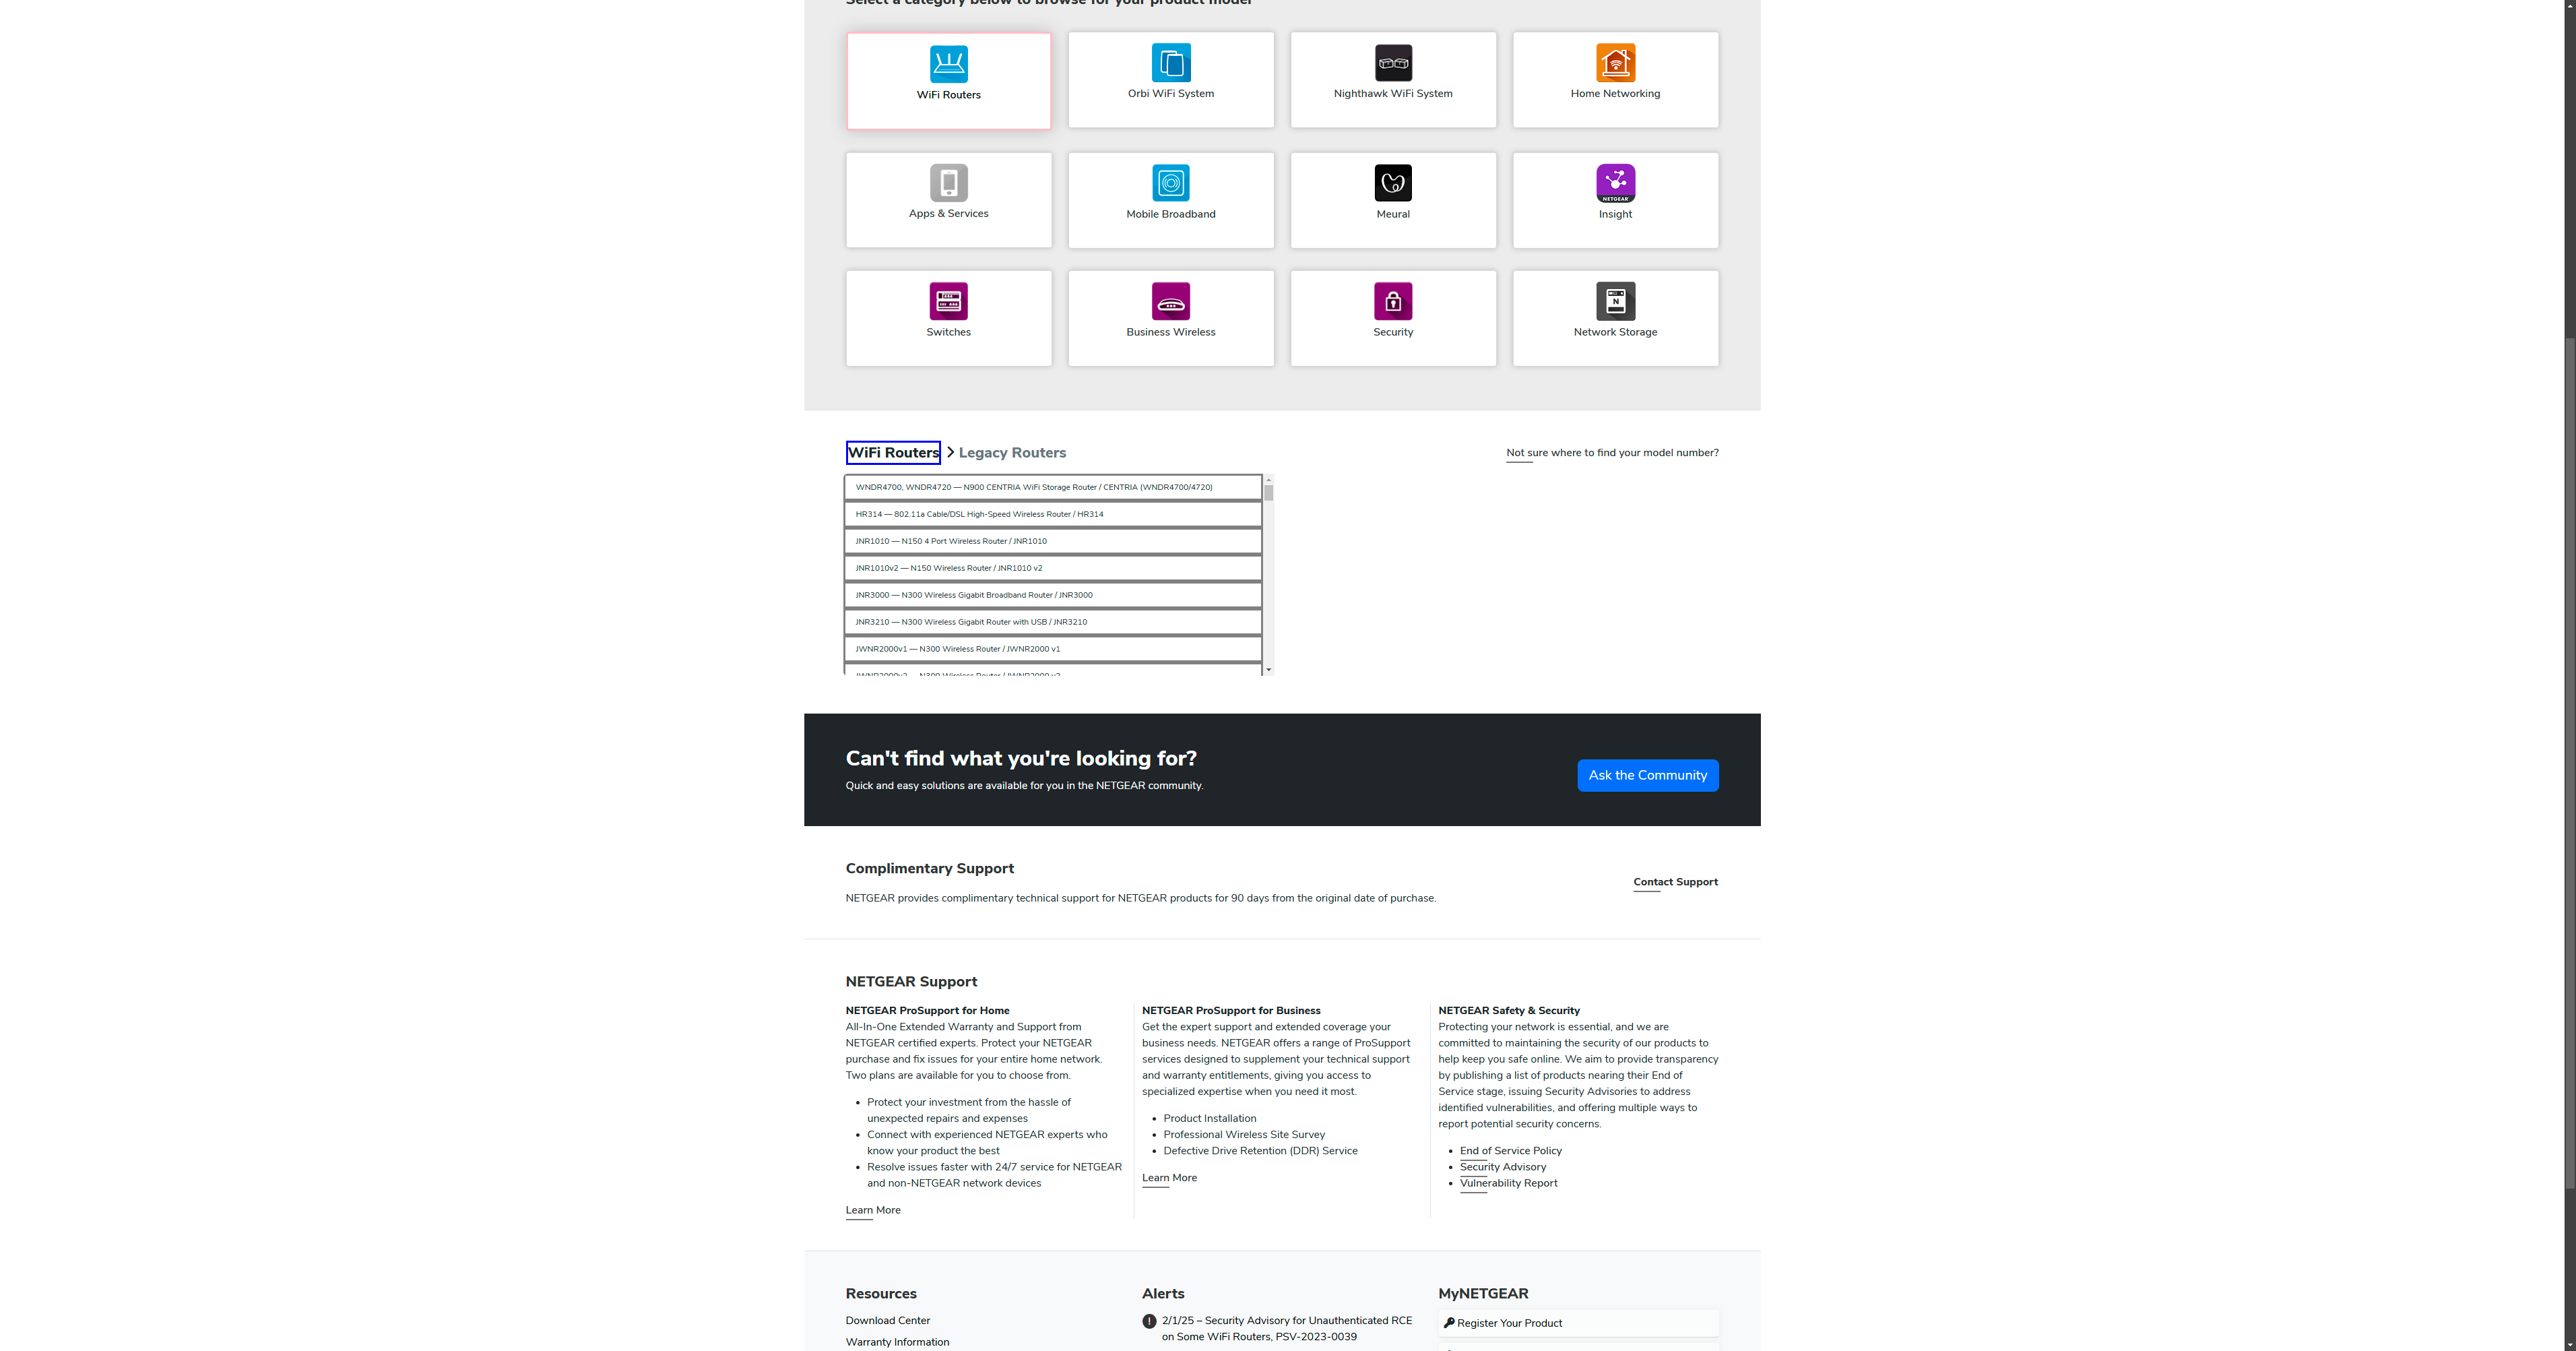 Select a category below to browse for your product model
WiFi Routers
Orbi WiFi System
Nighthawk WiFi System
Home Networking
Apps & Services
Mobile Broadband
Meural
NETGEAR
Insight
Switches
Business Wireless
Security
N
Network Storage
WiFi Routers > Legacy Routers
Not sure where to find your model number?
WNDR4700, WNDR4720 — N900 CENTRIA WiFi Storage Router / CENTRIA (WNDR4700/4720)
HR314 — 802.11a Cable/DSL High-Speed Wireless Router / HR314
JNR1010 — N150 4 Port Wireless Router / JNR1010
JNR1010v2 — N150 Wireless Router / JNR1010 v2
JNR3000 — N300 Wireless Gigabit Broadband Router / JNR3000
JNR3210 — N300 Wireless Gigabit Router with USB / JNR3210
JWNR2000v1 — N300 Wireless Router / JWNR2000 v1
JWNR2000v2 — N300 Wireless Router / JWNR2000 v2
Can't find what you're looking for?
Quick and easy solutions are available for you in the NETGEAR community.
Ask the Community
Complimentary Support
NETGEAR provides complimentary technical support for NETGEAR products for 90 days from the original date of purchase.
Contact Support
NETGEAR Support
NETGEAR ProSupport for Home
All-In-One Extended Warranty and Support from
NETGEAR certified experts. Protect your NETGEAR
purchase and fix issues for your entire home network.
Two plans are available for you to choose from.
• Protect your investment from the hassle of
unexpected repairs and expenses
• Connect with experienced NETGEAR experts who
know your product the best
• Resolve issues faster with 24/7 service for NETGEAR
and non-NETGEAR network devices
Learn More
NETGEAR ProSupport for Business
Get the expert support and extended coverage your
business needs. NETGEAR offers a range of ProSupport
services designed to supplement your technical support
and warranty entitlements, giving you access to
specialized expertise when you need it most.
• Product Installation
• Professional Wireless Site Survey
• Defective Drive Retention (DDR) Service
Learn More
NETGEAR Safety & Security
Protecting your network is essential, and we are
committed to maintaining the security of our products to
help keep you safe online. We aim to provide transparency
by publishing a list of products nearing their End of
Service stage, issuing Security Advisories to address
identified vulnerabilities, and offering multiple ways to
report potential security concerns.
• End of Service Policy
• Security Advisory
• Vulnerability Report
Resources
Download Center
Warranty Information
Alerts
2/1/25 – Security Advisory for Unauthenticated RCE
on Some WiFi Routers, PSV-2023-0039
MyNETGEAR
Register Your Product